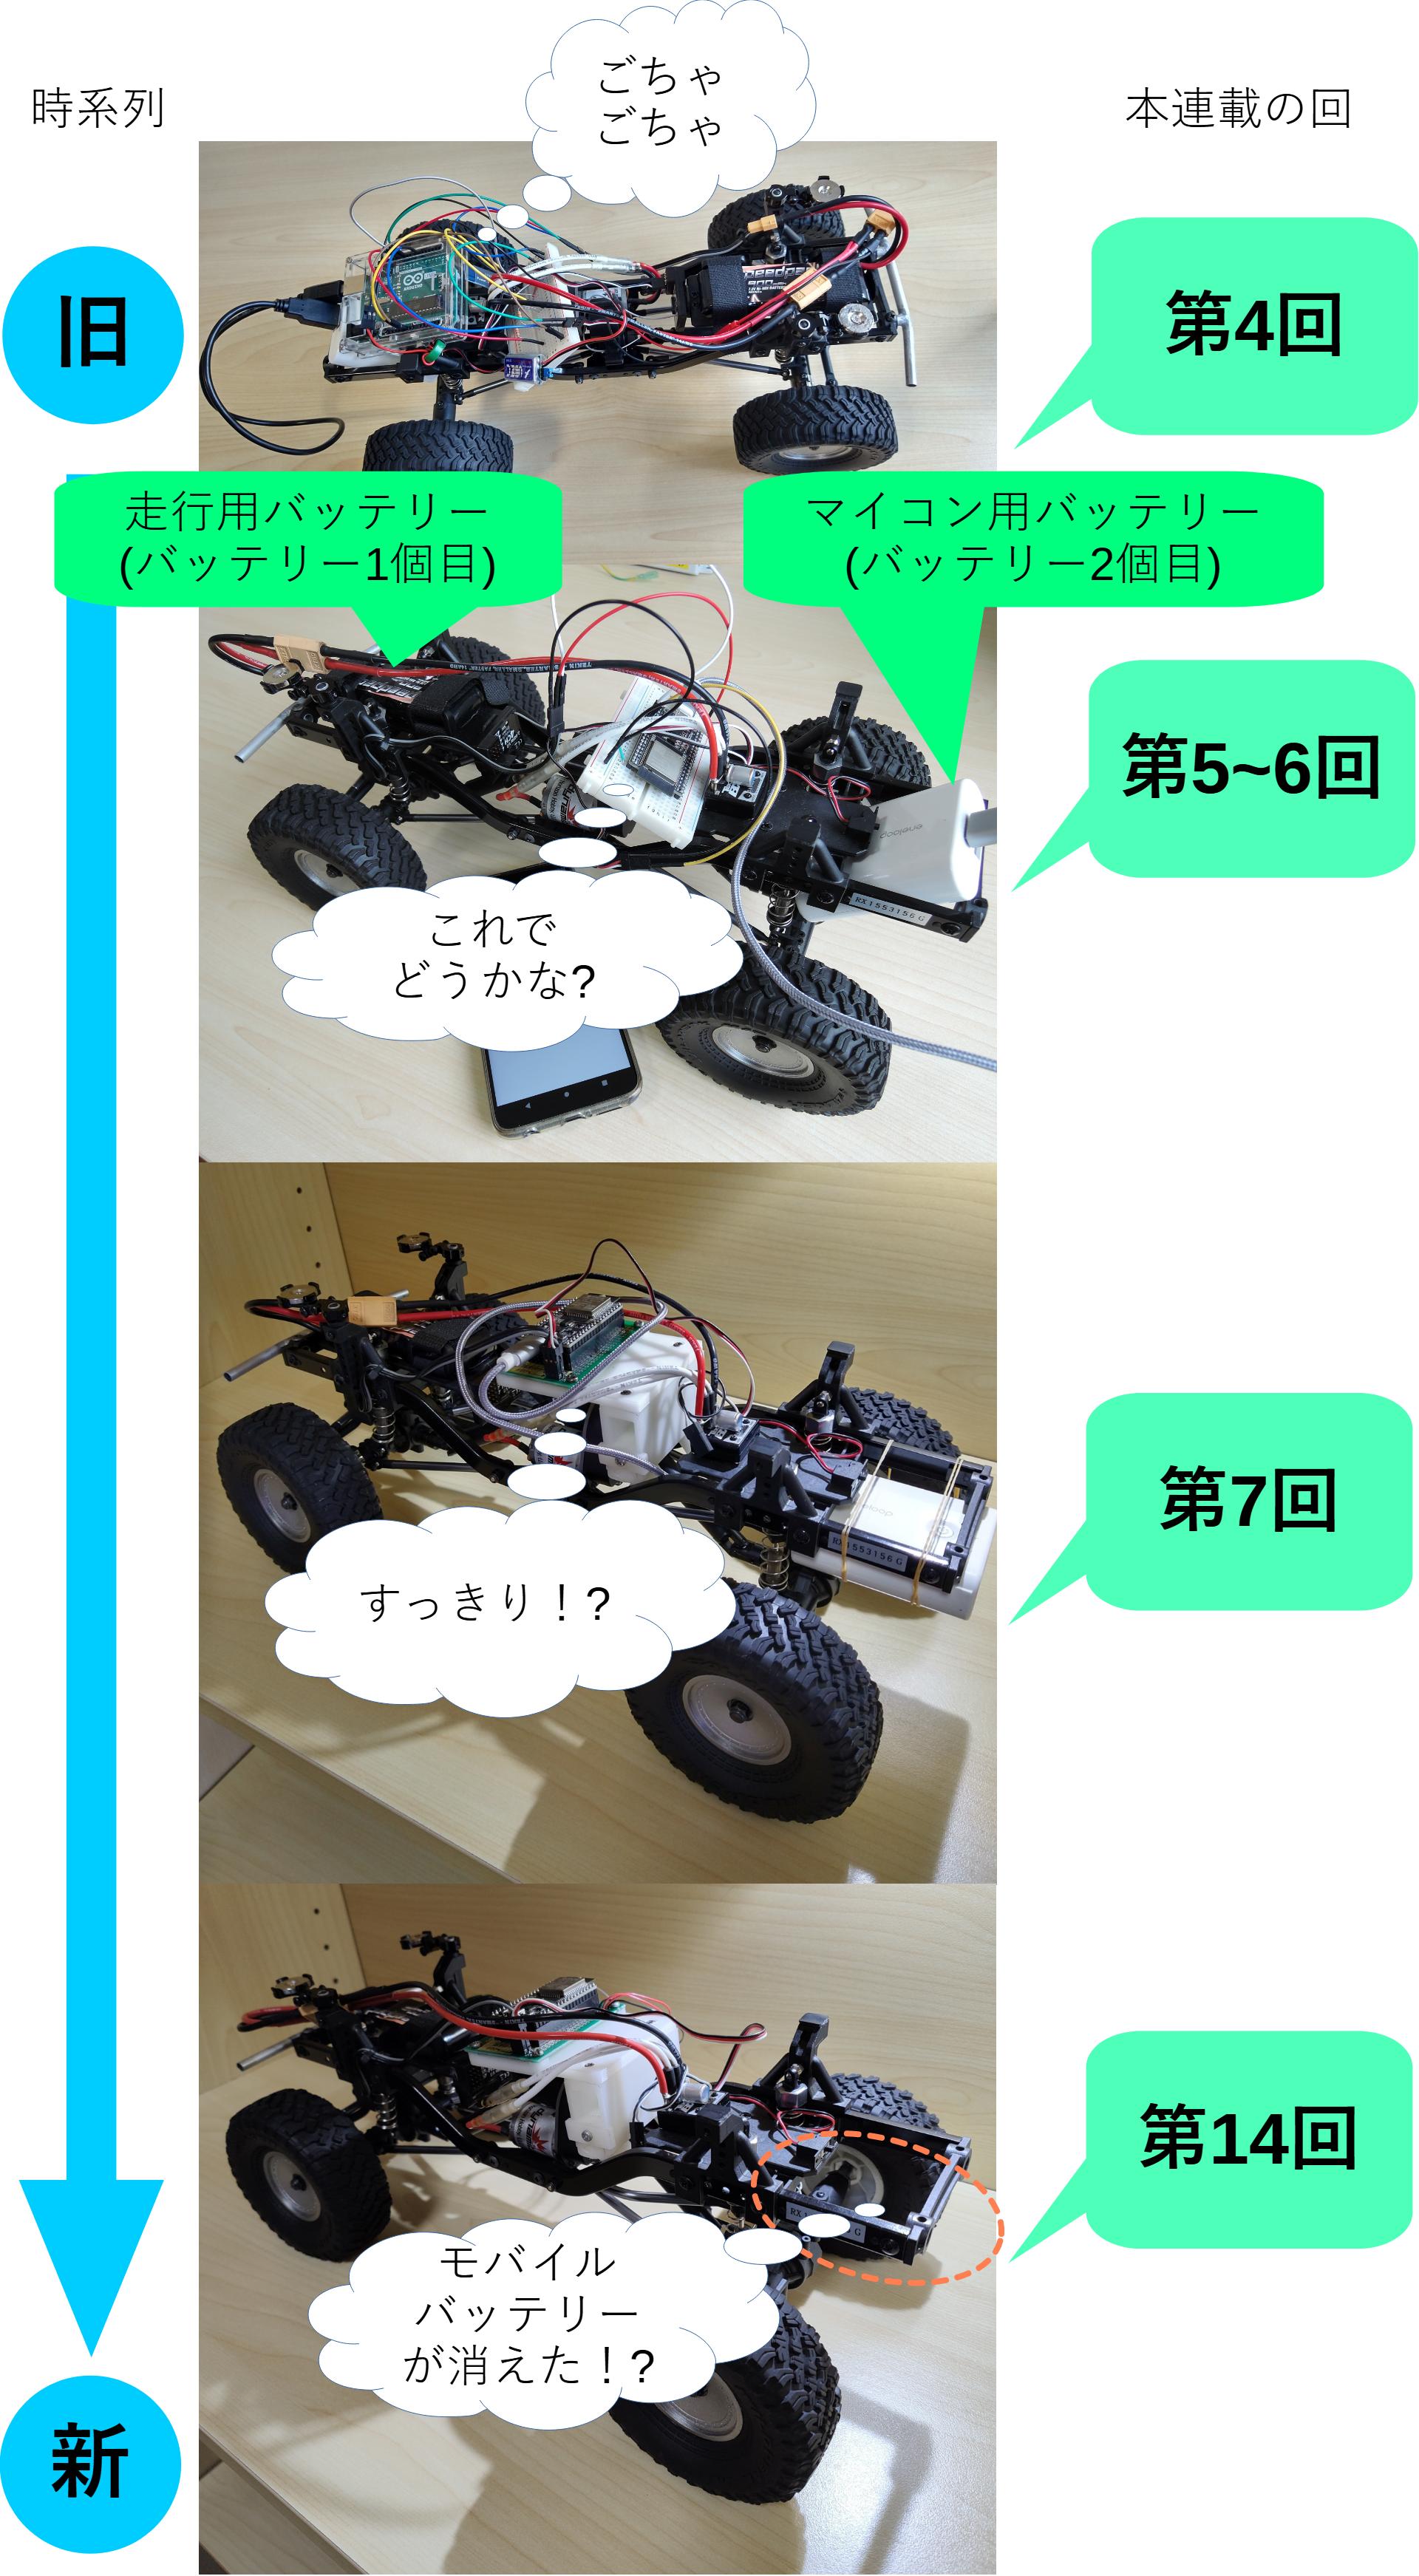 ごちゃ
ごちゃ
時系列
本連載の回
旧
第4回
走行用バッテリー
(バッテリー1個目)
マイコン用バッテリー
(バッテリー2個目)
第5~6回
eneloop
RX1553156G
これで
どうかな?
第7回
RX1553156G
すっきり！?
第14回
モバイル
バッテリー
が消えた！?
新